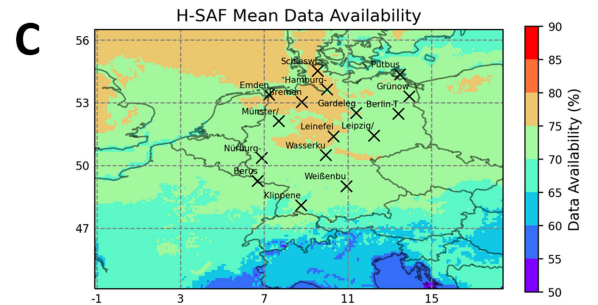 C
H-SAF Mean Data Availability
56
53
50
47
-1
3
7
11
15
Schleswi
Putbus
Hamburg-
Emden
Bremen
Grünow
Gardeleg
Berlin-T
Münster/
Leinefel
Leipzig/
Wasserku
Nürburg-
Berus
Weißenbu
Klippene
90
85
80
75
70
65
60
55
50
Data Availability (%)